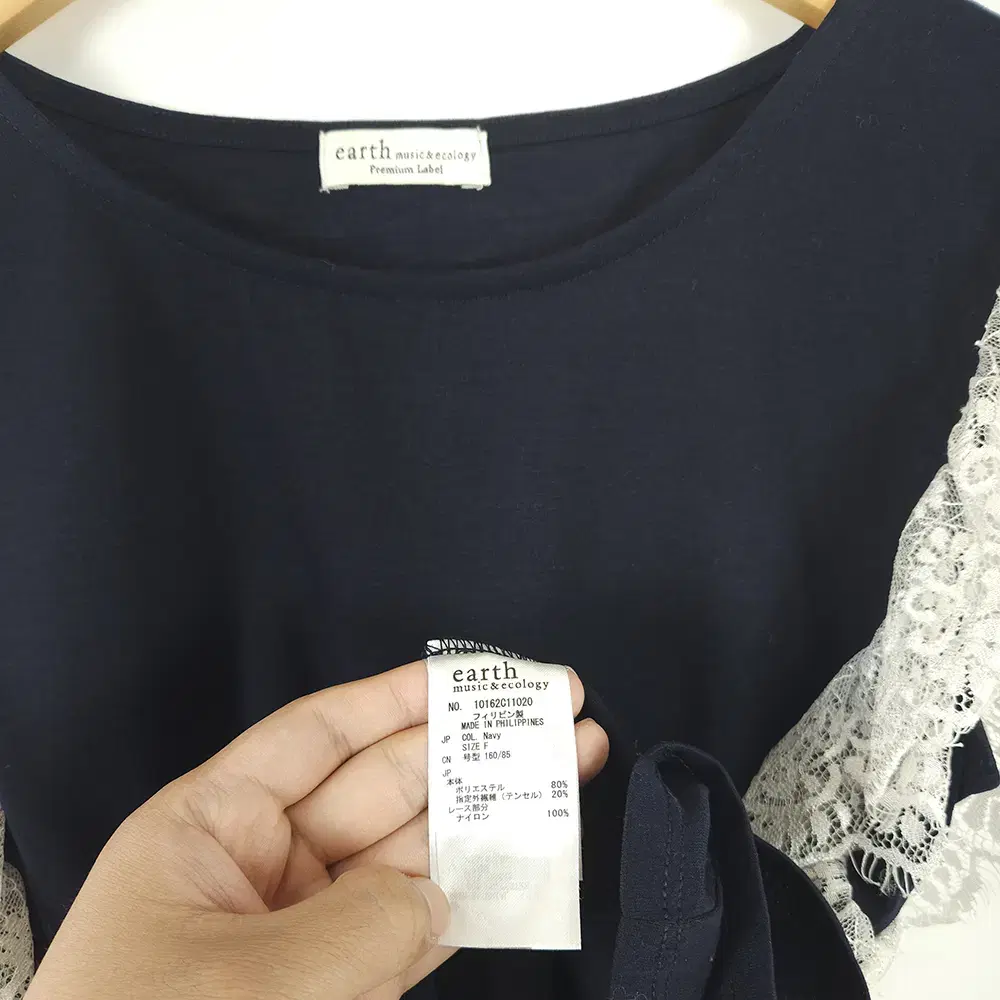 earth music&ecology
Premium Label
earth
music&ecology
NO. 10162G11020
フィリピン製
MADE IN PHILIPPINES
JP COL. Navy
SIZE F
CN 号型 160/85
JP
本体
ポリエステル 80%
指定外繊維（テンセル） 20%
レース部分
ナイロン 100%